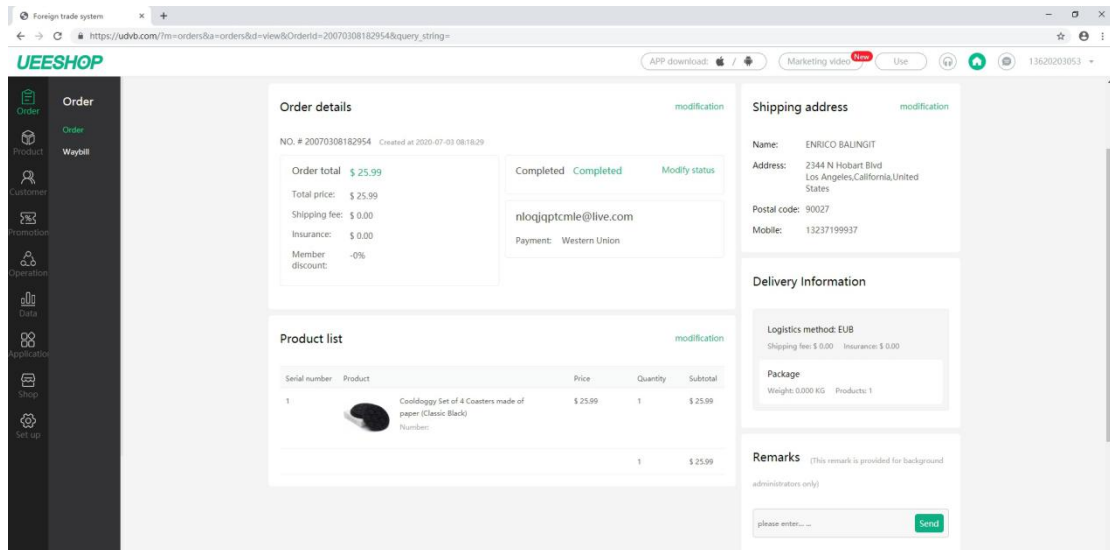 Foreign trade system
https://udvb.com/?m=orders&a=orders&d=view&OrderId=20070308182954&query_string=
UEESHOP
APP download: /
Marketing video
New
Use
13620203053
Order
Product
Customer
Promotion
Operation
Data
Application
Shop
Set up
Order
Order
Waybill
Order details
modification
NO. # 20070308182954 Created at 2020-07-03 08:18:29
Order total $ 25.99
Total price: $ 25.99
Shipping fee: $ 0.00
Insurance: $ 0.00
Member discount: -0%
Completed Completed Modify status
nloqjqptcmle@live.com
Payment: Western Union
Product list
modification
Serial number Product Price Quantity Subtotal
1 Cooldoggy Set of 4 Coasters made of $ 25.99 1 $ 25.99
paper (Classic Black)
Number:
1 $ 25.99
Shipping address
modification
Name: ENRICO BALINGIT
Address: 2344 N Hobart Blvd
Los Angeles,California,United
States
Postal code: 90027
Mobile: 13237199937
Delivery Information
Logistics method: EUB
Shipping fee: $ 0.00 Insurance: $ 0.00
Package
Weight: 0.000 KG Products: 1
Remarks (This remark is provided for background
administrators only)
please enter... ...
Send